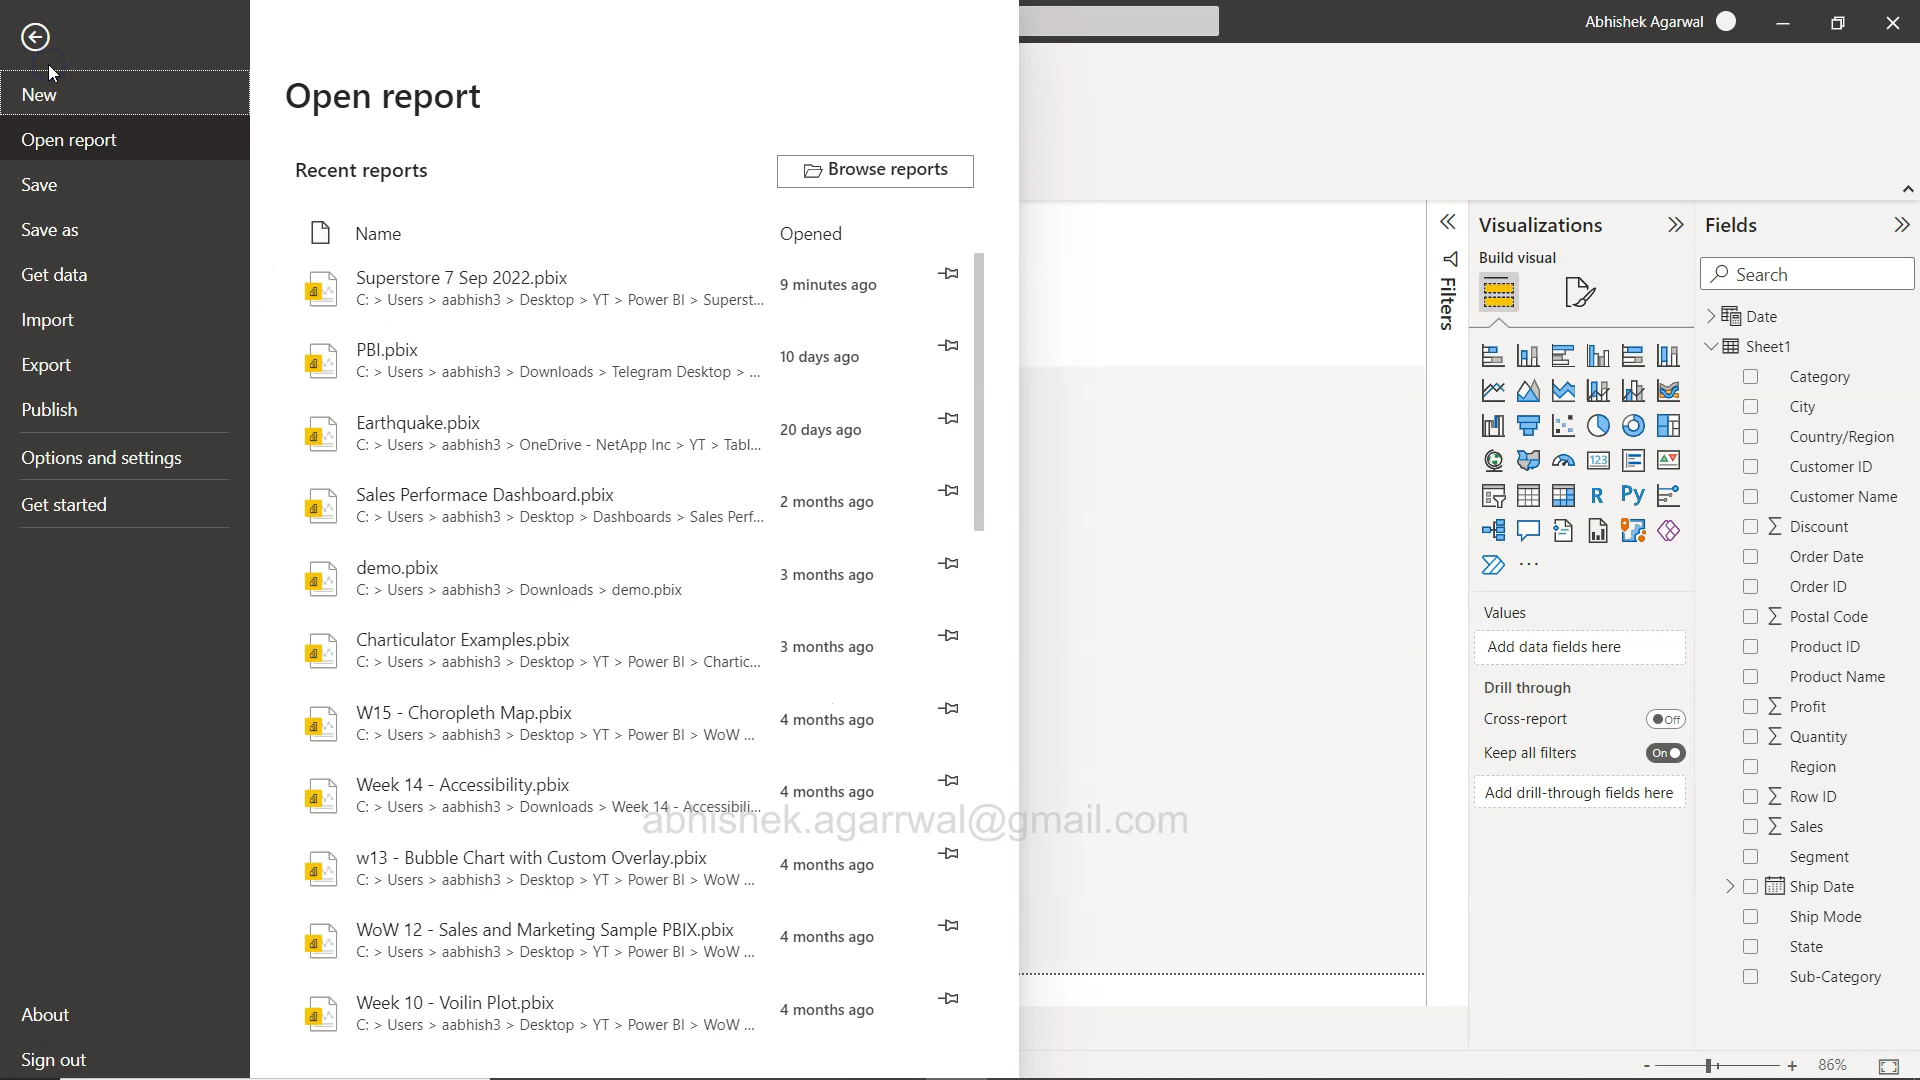 Abhishek Agarwal
New
Open report
Save
Save as
Get data
Import
Export
Publish
Options and settings
Get started
About
Sign out
Open report
Recent reports
Browse reports
Name Opened
Superstore 7 Sep 2022.pbix
C: > Users > aabhish3 > Desktop > YT > Power BI > Superst...
9 minutes ago
PBI.pbix
C: > Users > aabhish3 > Downloads > Telegram Desktop > ...
10 days ago
Earthquake.pbix
C: > Users > aabhish3 > OneDrive - NetApp Inc > YT > Tabl...
20 days ago
Sales Performace Dashboard.pbix
C: > Users > aabhish3 > Desktop > Dashboards > Sales Perf...
2 months ago
demo.pbix
C: > Users > aabhish3 > Downloads > demo.pbix
3 months ago
Charticulator Examples.pbix
C: > Users > aabhish3 > Desktop > YT > Power BI > Chartic...
3 months ago
W15 - Choropleth Map.pbix
C: > Users > aabhish3 > Desktop > YT > Power BI > WoW ...
4 months ago
Week 14 - Accessibility.pbix
C: > Users > aabhish3 > Downloads > Week 14 - Accessibili...
4 months ago
abhishek.agarrwal@gmail.com
w13 - Bubble Chart with Custom Overlay.pbix
C: > Users > aabhish3 > Desktop > YT > Power BI > WoW ...
4 months ago
WoW 12 - Sales and Marketing Sample PBIX.pbix
C: > Users > aabhish3 > Desktop > YT > Power BI > WoW ...
4 months ago
Week 10 - Voilin Plot.pbix
C: > Users > aabhish3 > Desktop > YT > Power BI > WoW ...
4 months ago
Filters
Visualizations
Build visual
123
R
Py
...
Values
Add data fields here
Drill through
Cross-report
Off
Keep all filters
On
Add drill-through fields here
Fields
Search
Date
Sheet1
Category
City
Country/Region
Customer ID
Customer Name
∑ Discount
Order Date
Order ID
∑ Postal Code
Product ID
Product Name
∑ Profit
∑ Quantity
Region
∑ Row ID
∑ Sales
Segment
Ship Date
Ship Mode
State
Sub-Category
- + 86%